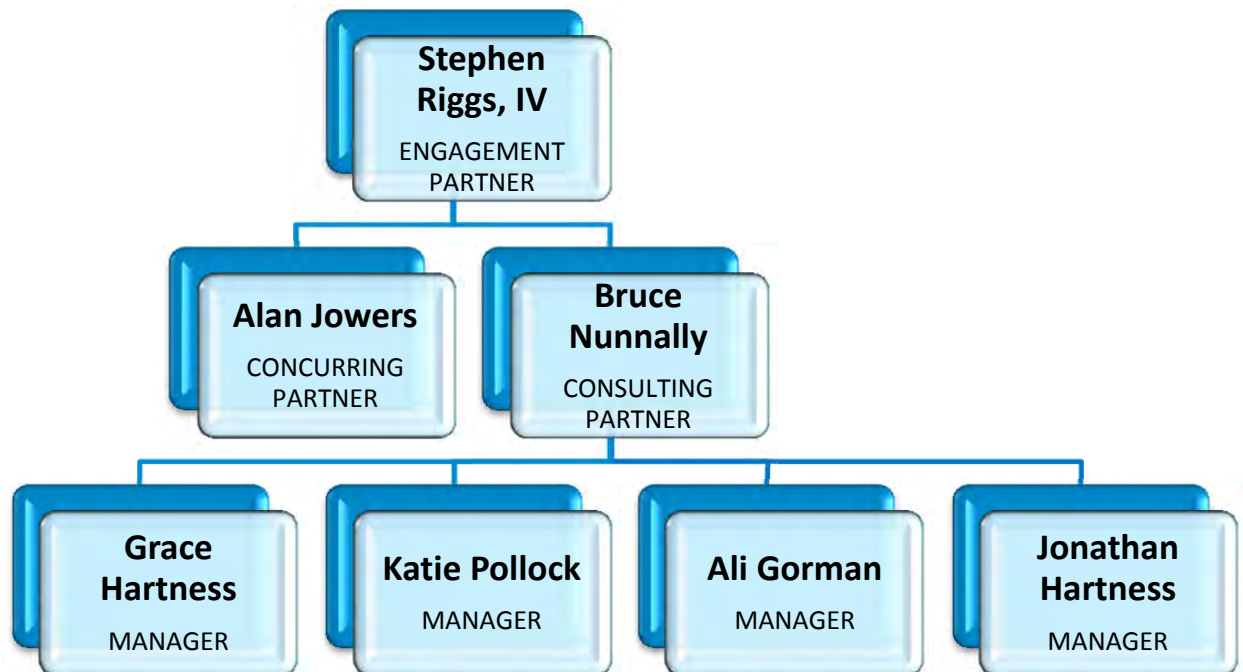 Stephen
Riggs, IV
ENGAGEMENT
PARTNER
Alan Jowers
CONCURRING
PARTNER
Bruce
Nunnally
CONSULTING
PARTNER
Grace
Hartness
MANAGER
Katie Pollock
MANAGER
Ali Gorman
MANAGER
Jonathan
Hartness
MANAGER